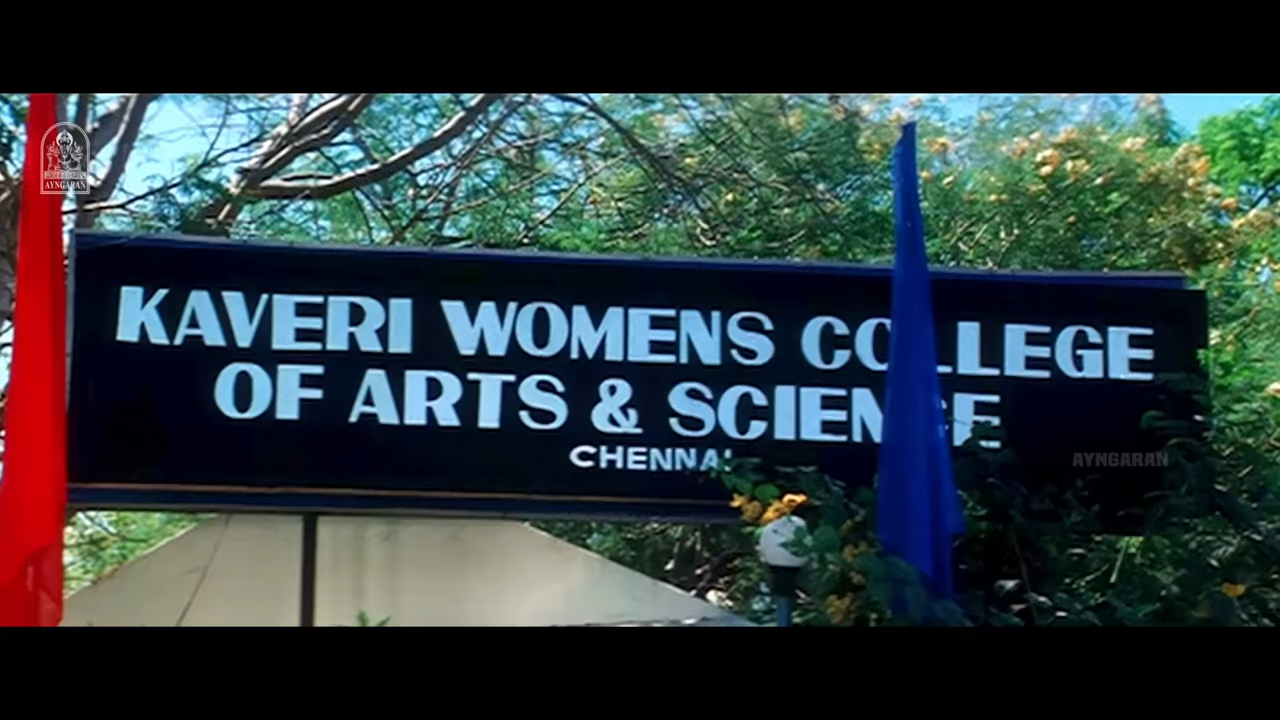 AYNGARAN
KAVERI WOMENS COLLEGE
OF ARTS & SCIENCE
CHENNAI
AYNGARAN